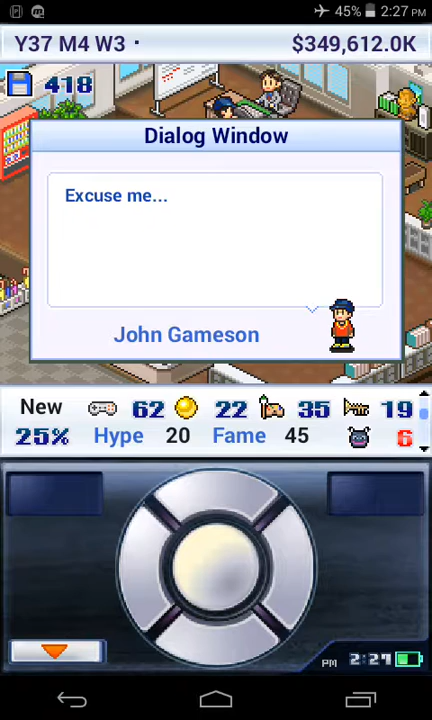 45% 2:27 PM
Y37 M4 W3 · $349,612.0K
418
Dialog Window
Excuse me...
John Gameson
New 62 22 35 19
25% Hype 20 Fame 45 6
PM 2:27